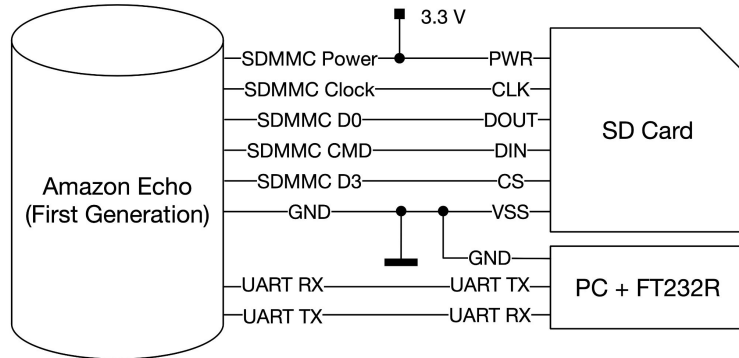 3.3 V
SDMMC Power PWR
SDMMC Clock CLK
SDMMC D0 DOUT
SDMMC CMD DIN
SDMMC D3 CS
GND VSS
GND
UART RX UART TX
UART TX UART RX
Amazon Echo
(First Generation)
SD Card
PC + FT232R